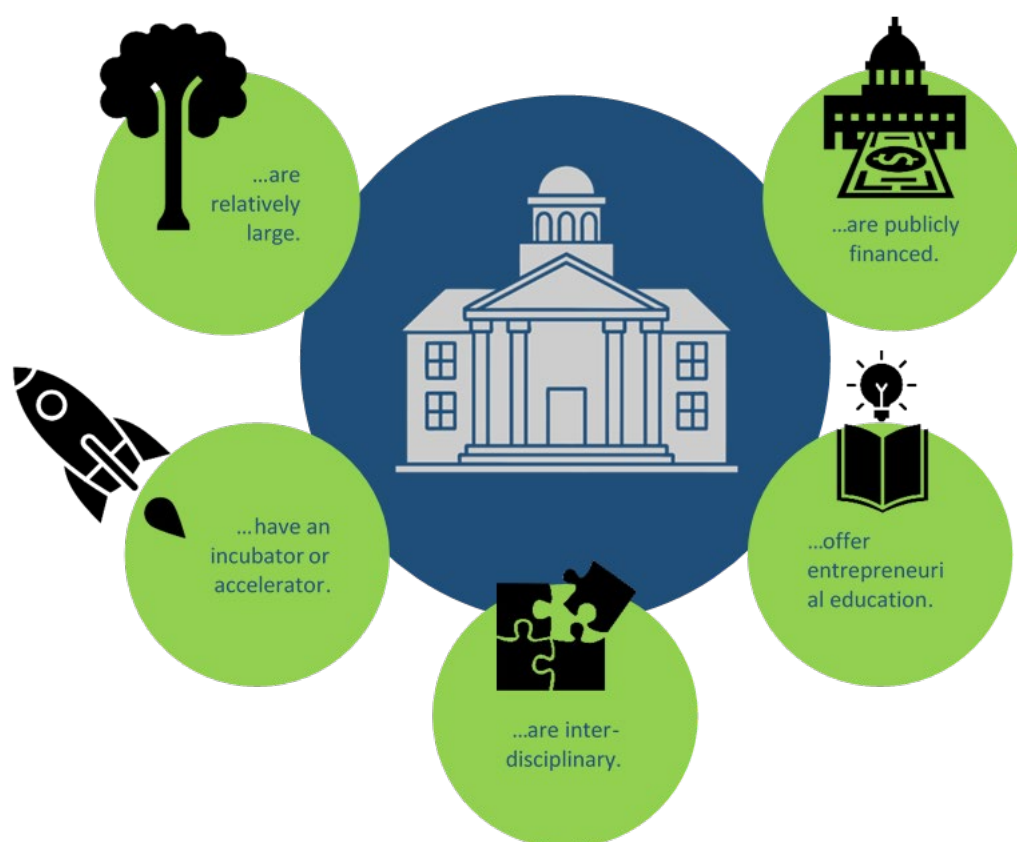 ...are
relatively
large.
...are publicly
financed.
...have an
incubator or
accelerator.
...offer
entrepreneuri
al education.
...are inter-
disciplinary.
$